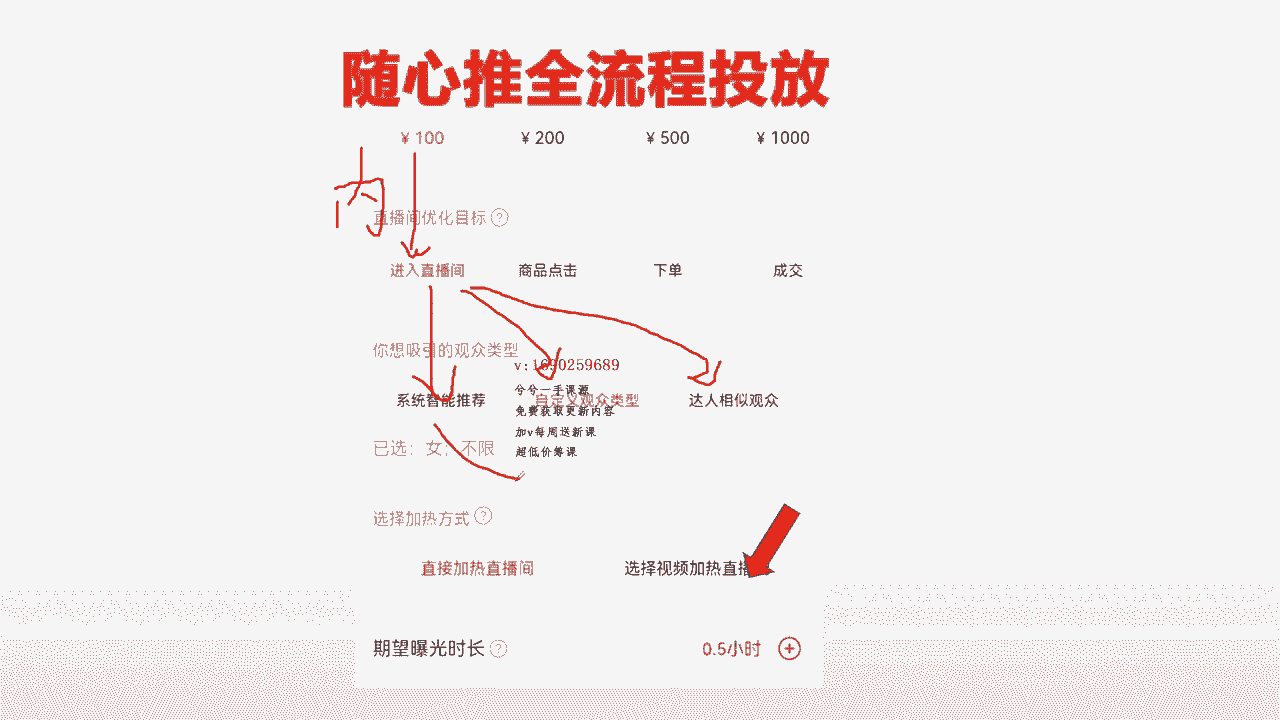 随心推全流程投放
¥ 100 ¥ 200 ¥ 500 ¥ 1000
内
直播间优化目标 ?
进入直播间 商品点击 下单 成交
你想吸引的观众类型
v:1690259689
兮兮一手课源
系统智能推荐 自定义观众类型 达人相似观众
免费获取更新内容
加v每周送新课
已选：女；不限
超低价筹课
选择加热方式 ?
直接加热直播间 选择视频加热直播
期望曝光时长 ? 0.5小时 +